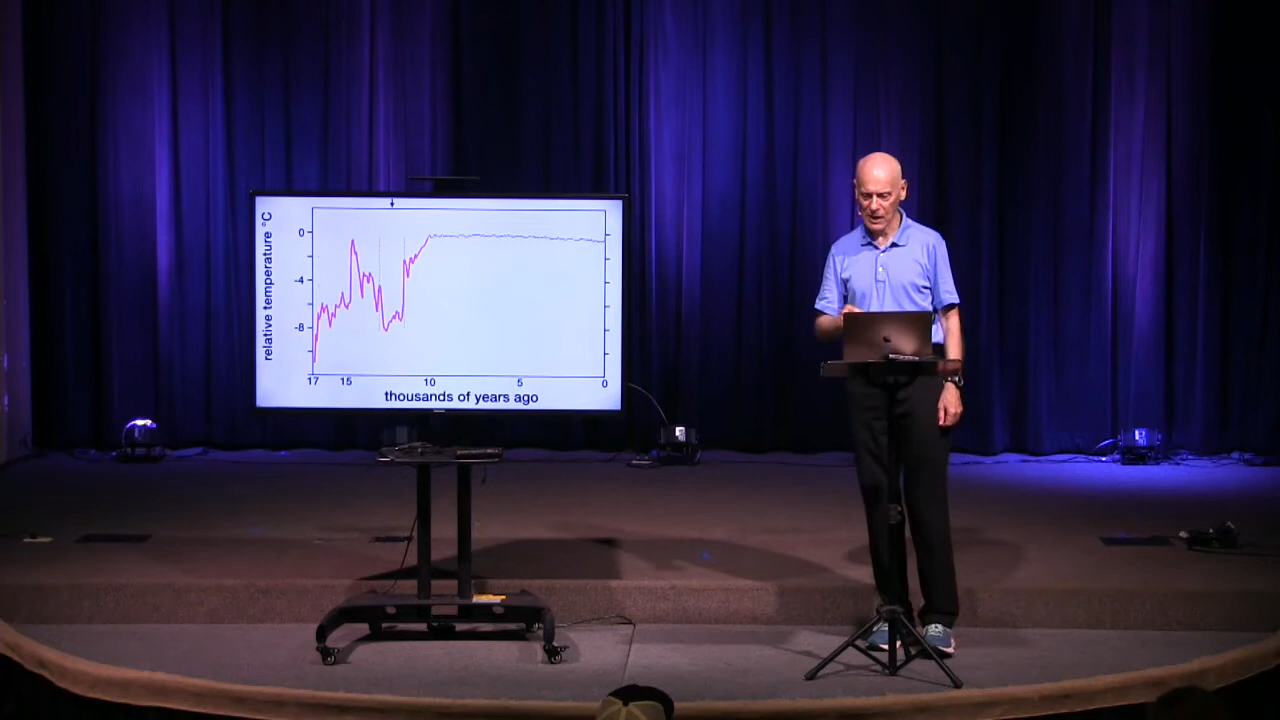 relative temperature °C
0
-4
-8
17 15 10 5 0
thousands of years ago